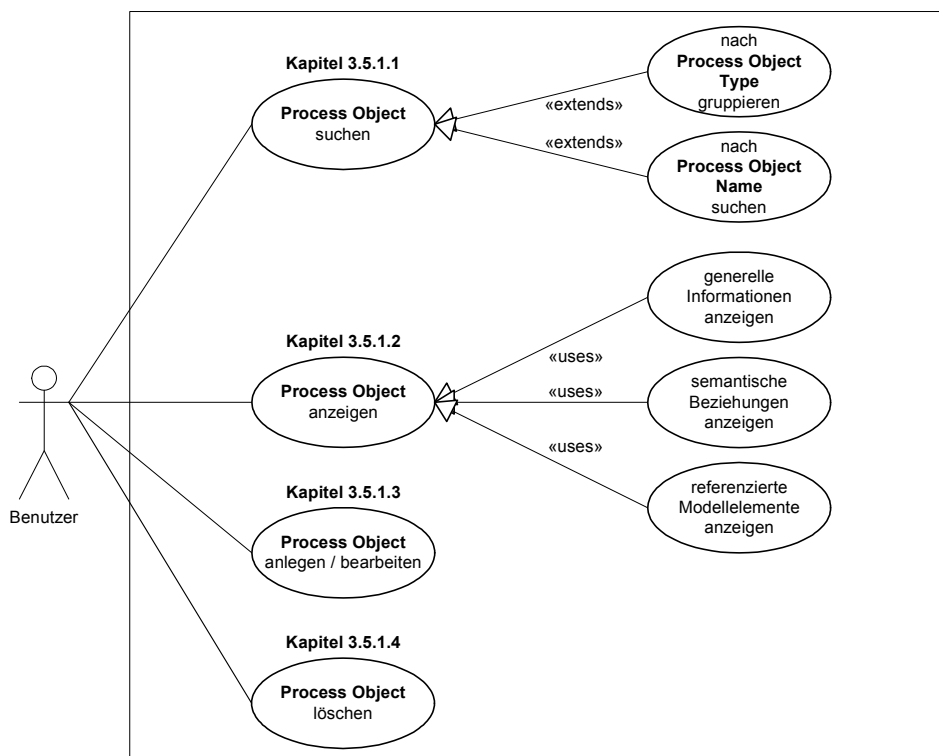 Kapitel 3.5.1.1
Process Object
suchen
«extends»
«extends»
nach
Process Object
Type
gruppieren
nach
Process Object
Name
suchen
Kapitel 3.5.1.2
Process Object
anzeigen
«uses»
«uses»
«uses»
generelle
Informationen
anzeigen
semantische
Beziehungen
anzeigen
referenzierte
Modellelemente
anzeigen
Benutzer
Kapitel 3.5.1.3
Process Object
anlegen / bearbeiten
Kapitel 3.5.1.4
Process Object
löschen